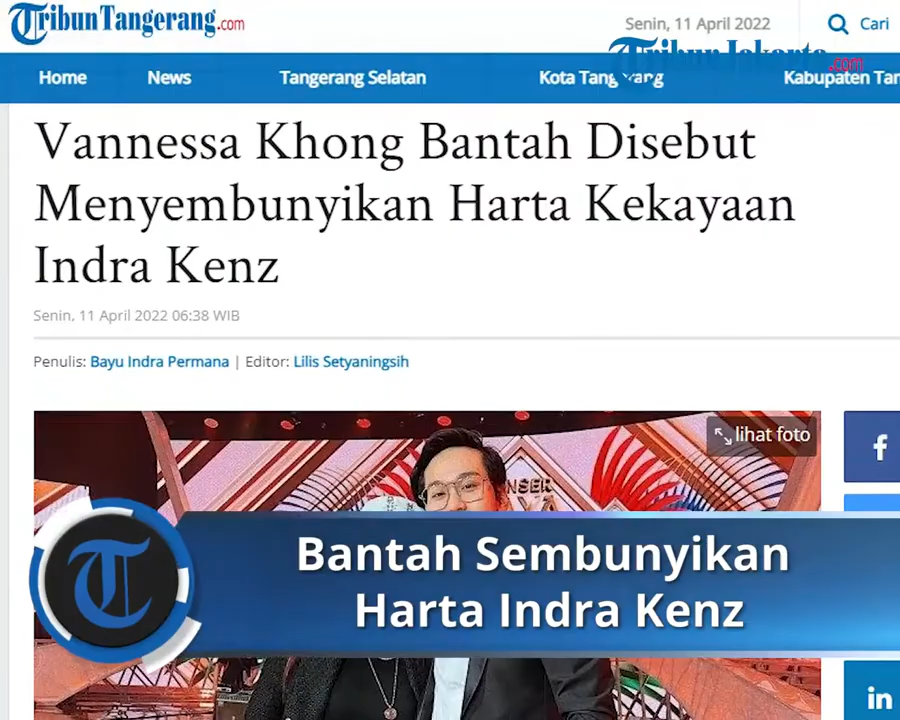 TribunTangerang.com
Senin, 11 April 2022
Cari
TribunJakarta.com
Home News Tangerang Selatan Kota Tangerang Kabupaten Tan
Vannessa Khong Bantah Disebut
Menyembunyikan Harta Kekayaan
Indra Kenz
Senin, 11 April 2022 06:38 WIB
Penulis: Bayu Indra Permana | Editor: Lilis Setyaningsih
lihat foto
f
T
Bantah Sembunyikan
Harta Indra Kenz
in